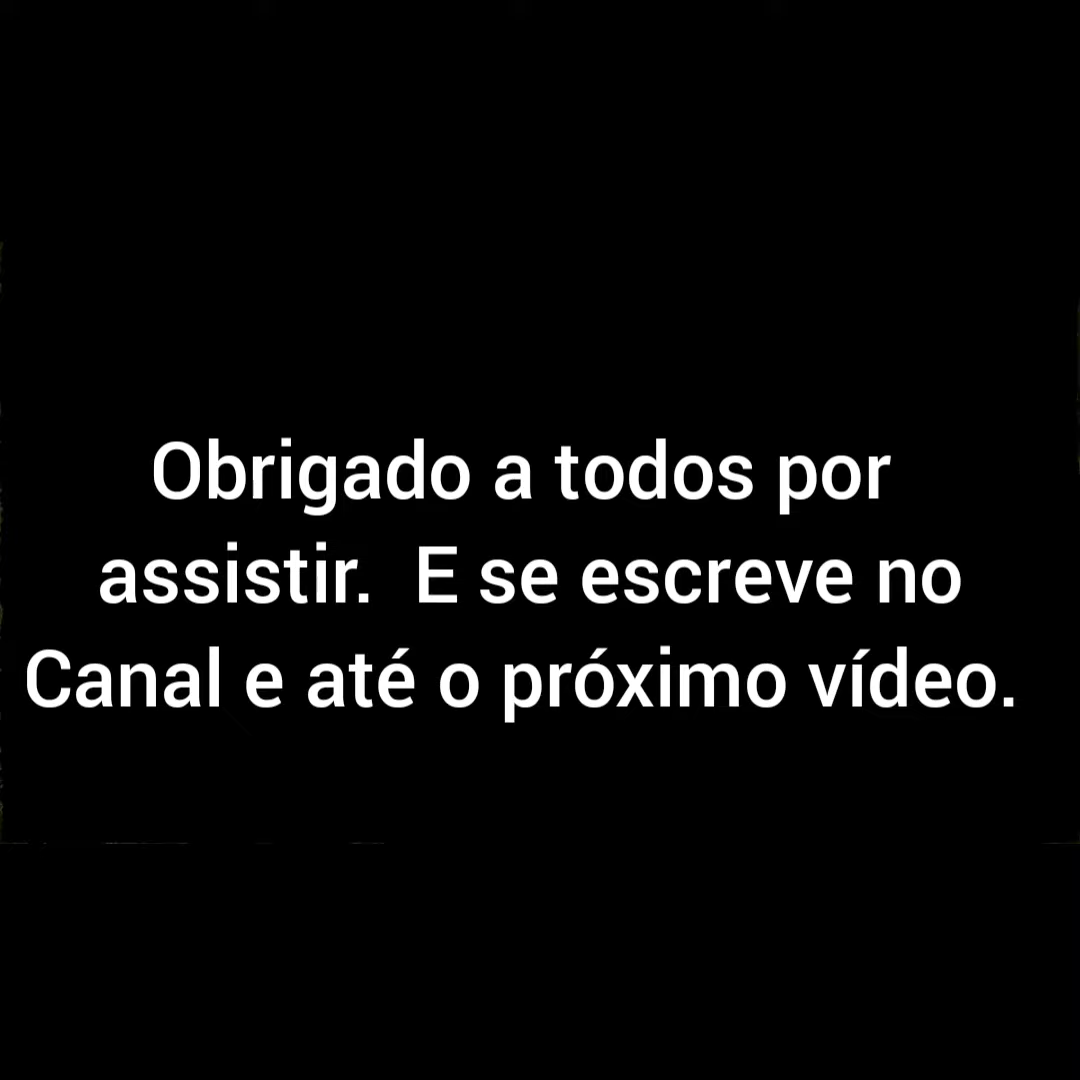 Obrigado a todos por
assistir.  E se escreve no
Canal e até o próximo vídeo.